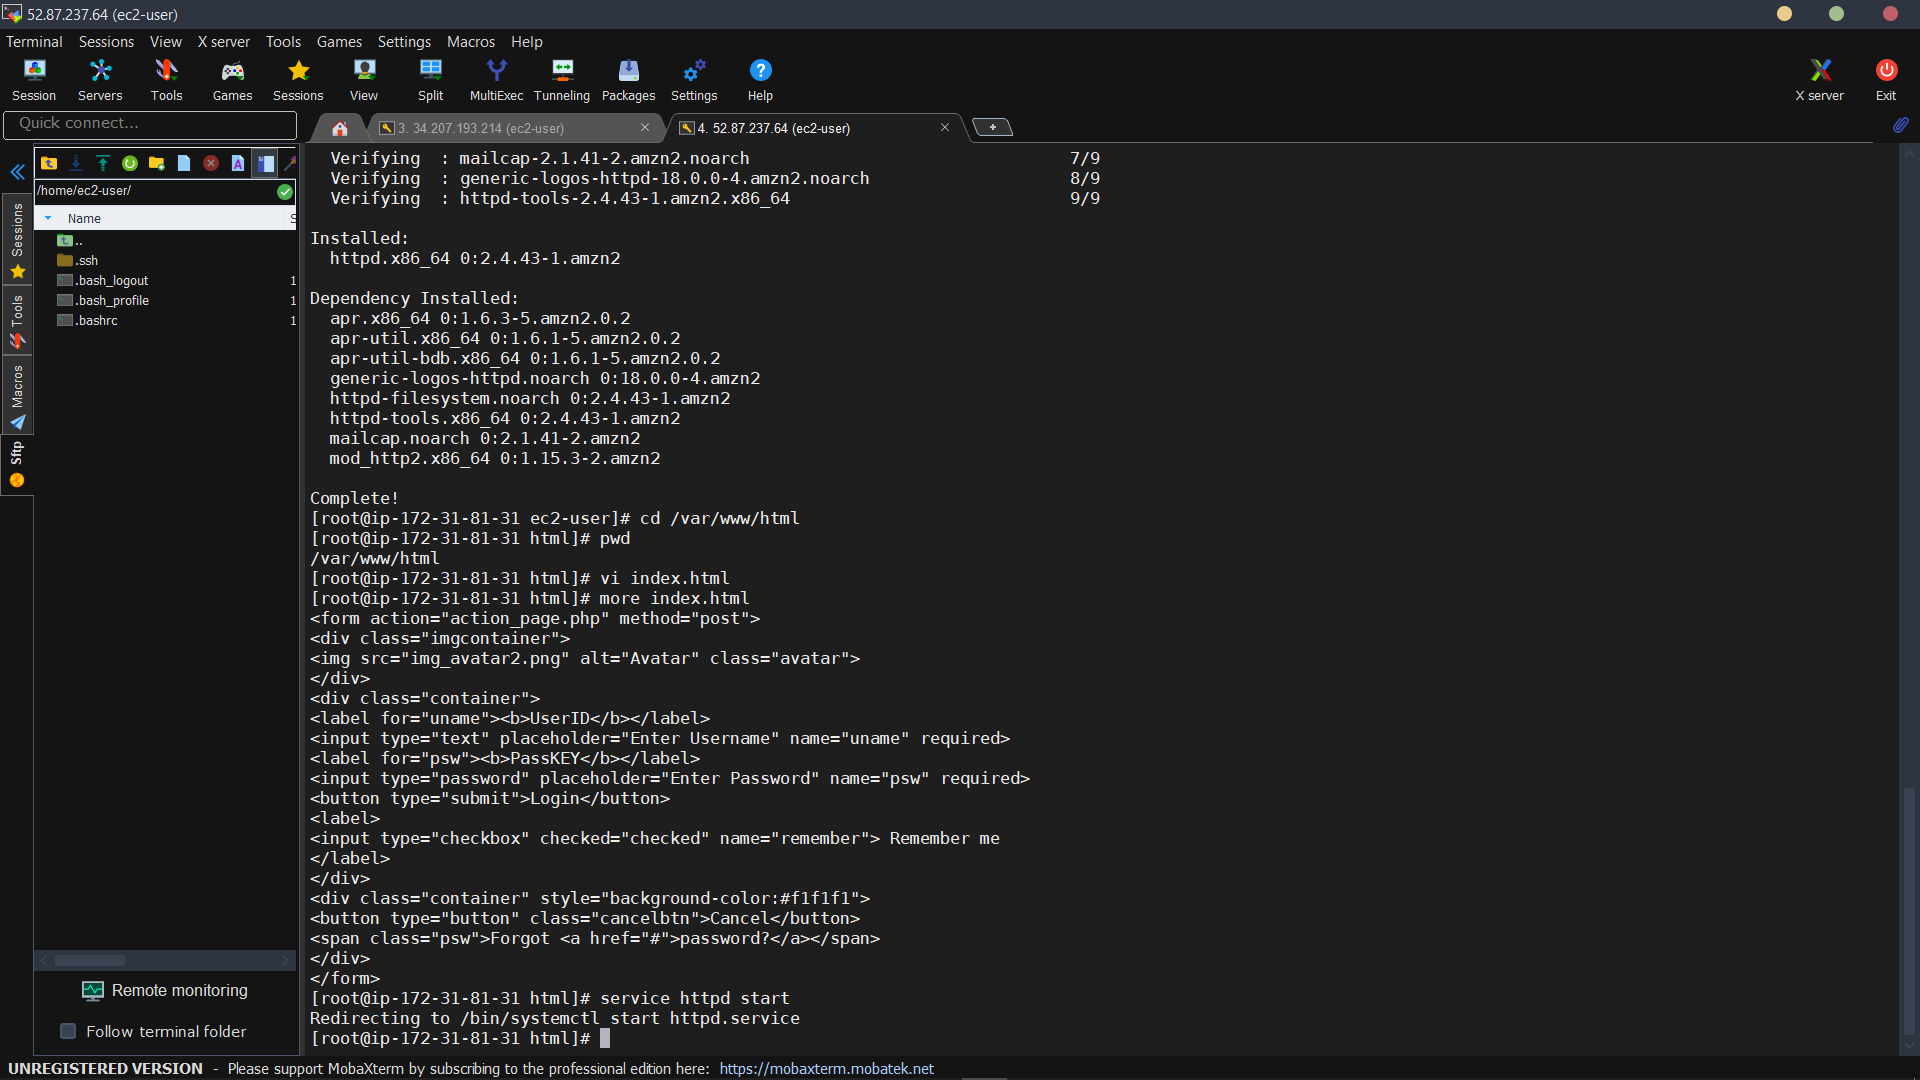 52.87.237.64 (ec2-user)
Terminal Sessions View X server Tools Games Settings Macros Help
Session Servers Tools Games Sessions View Split MultiExec Tunneling Packages Settings Help X server Exit
Quick connect...
3. 34.207.193.214 (ec2-user)
4. 52.87.237.64 (ec2-user)
/home/ec2-user/
Name S
..
.ssh
.bash_logout 1
.bash_profile 1
.bashrc 1
Sessions
Tools
Macros
Sftp
Remote monitoring
Follow terminal folder
Verifying : mailcap-2.1.41-2.amzn2.noarch 7/9
Verifying : generic-logos-httpd-18.0.0-4.amzn2.noarch 8/9
Verifying : httpd-tools-2.4.43-1.amzn2.x86_64 9/9
Installed:
httpd.x86_64 0:2.4.43-1.amzn2
Dependency Installed:
apr.x86_64 0:1.6.3-5.amzn2.0.2
apr-util.x86_64 0:1.6.1-5.amzn2.0.2
apr-util-bdb.x86_64 0:1.6.1-5.amzn2.0.2
generic-logos-httpd.noarch 0:18.0.0-4.amzn2
httpd-filesystem.noarch 0:2.4.43-1.amzn2
httpd-tools.x86_64 0:2.4.43-1.amzn2
mailcap.noarch 0:2.1.41-2.amzn2
mod_http2.x86_64 0:1.15.3-2.amzn2
Complete!
[root@ip-172-31-81-31 ec2-user]# cd /var/www/html
[root@ip-172-31-81-31 html]# pwd
/var/www/html
[root@ip-172-31-81-31 html]# vi index.html
[root@ip-172-31-81-31 html]# more index.html
<form action="action_page.php" method="post">
<div class="imgcontainer">
<img src="img_avatar2.png" alt="Avatar" class="avatar">
</div>
<div class="container">
<label for="uname"><b>UserID</b></label>
<input type="text" placeholder="Enter Username" name="uname" required>
<label for="psw"><b>PassKEY</b></label>
<input type="password" placeholder="Enter Password" name="psw" required>
<button type="submit">Login</button>
<label>
<input type="checkbox" checked="checked" name="remember"> Remember me
</label>
</div>
<div class="container" style="background-color:#f1f1f1">
<button type="button" class="cancelbtn">Cancel</button>
<span class="psw">Forgot <a href="#">password?</a></span>
</div>
</form>
[root@ip-172-31-81-31 html]# service httpd start
Redirecting to /bin/systemctl start httpd.service
[root@ip-172-31-81-31 html]#
UNREGISTERED VERSION - Please support MobaXterm by subscribing to the professional edition here: https://mobaxterm.mobatek.net